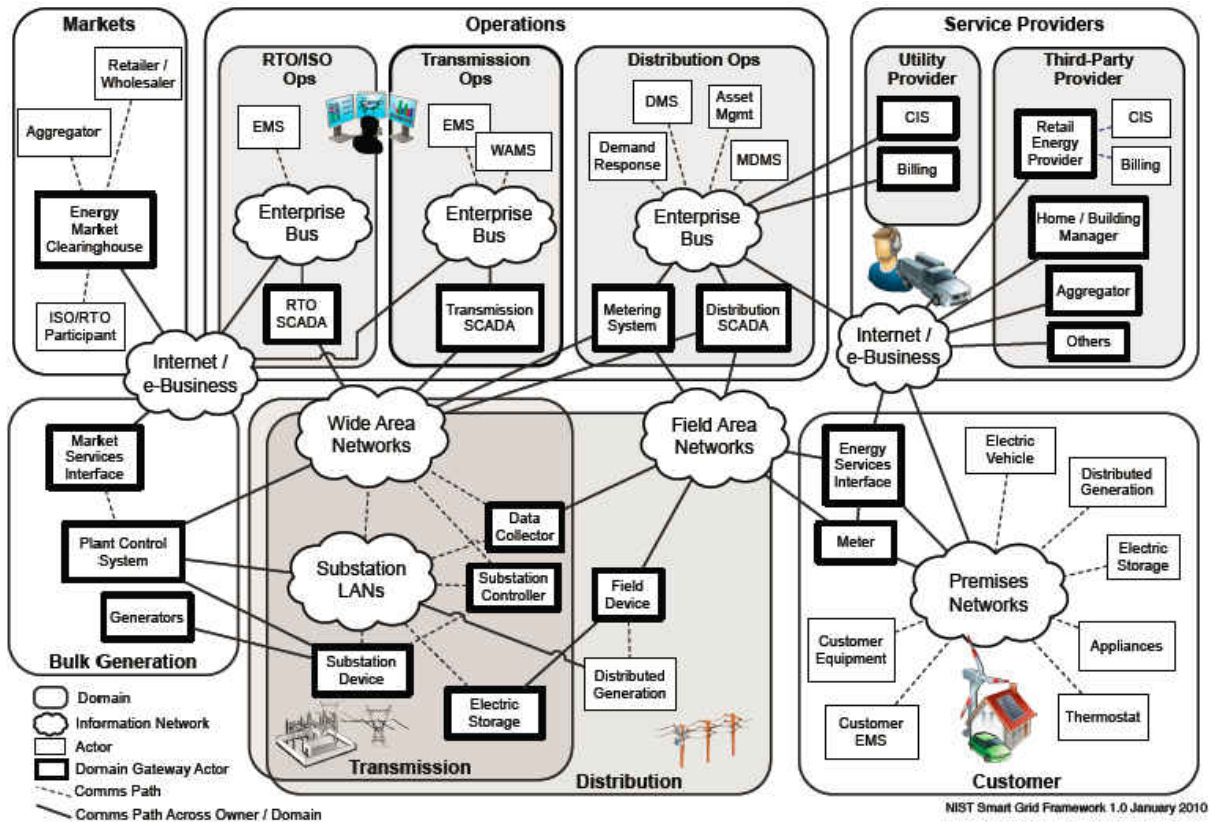 Markets
Operations
Service Providers
Retailer /
Wholesaler
Aggregator
Energy
Market
Clearinghouse
ISO/RTO
Participant
RTO/ISO
Ops
EMS
Enterprise
Bus
RTO
SCADA
Transmission
Ops
EMS
WAMS
Enterprise
Bus
Transmission
SCADA
Distribution Ops
DMS
Asset
Mgmt
Demand
Response
MDMS
Enterprise
Bus
Metering
System
Distribution
SCADA
Utility
Provider
CIS
Billing
Third-Party
Provider
Retail
Energy
Provider
CIS
Billing
Home / Building
Manager
Aggregator
Others
Internet /
e-Business
Internet /
e-Business
Wide Area
Networks
Field Area
Networks
Market
Services
Interface
Plant Control
System
Generators
Bulk Generation
Substation
LANs
Data
Collector
Substation
Controller
Substation
Device
Electric
Storage
Transmission
Field
Device
Distributed
Generation
Distribution
Energy
Services
Interface
Meter
Electric
Vehicle
Distributed
Generation
Electric
Storage
Premises
Networks
Appliances
Customer
Equipment
Thermostat
Customer
EMS
Customer
Domain
Information Network
Actor
Domain Gateway Actor
Comms Path
Comms Path Across Owner / Domain
NIST Smart Grid Framework 1.0 January 2010